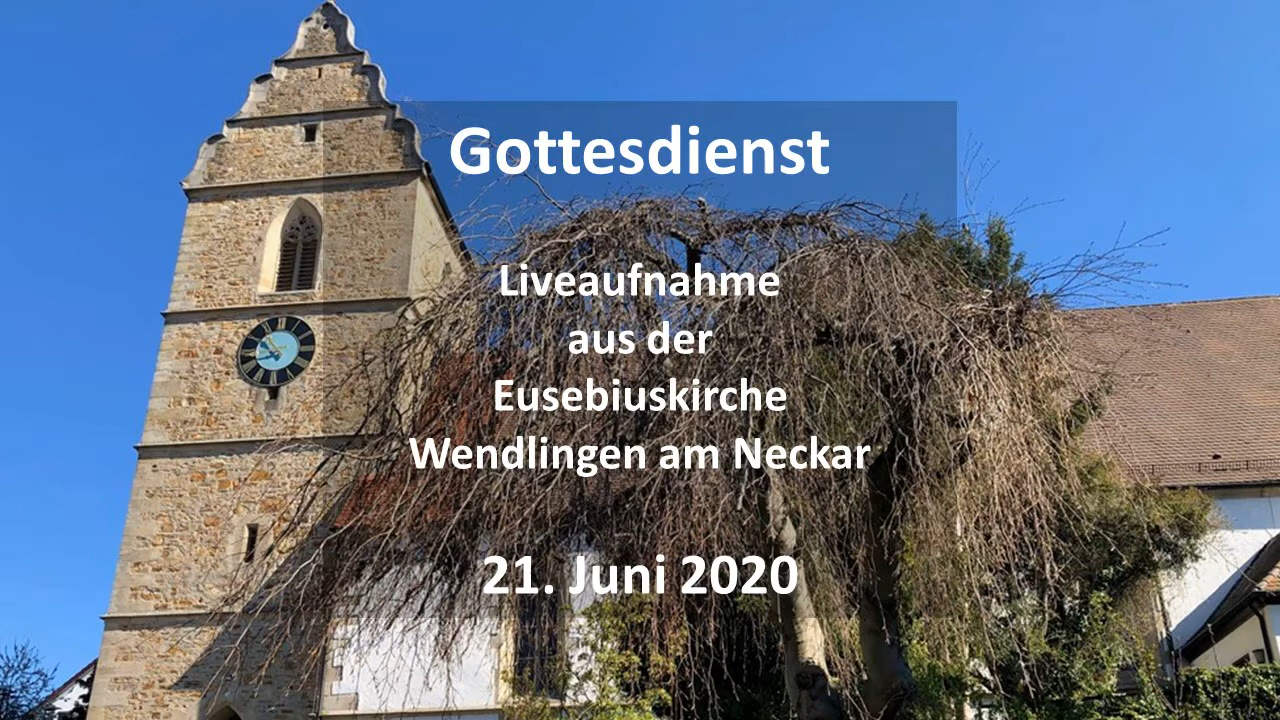 Gottesdienst
Liveaufnahme
aus der
Eusebiuskirche
Wendlingen am Neckar
21. Juni 2020